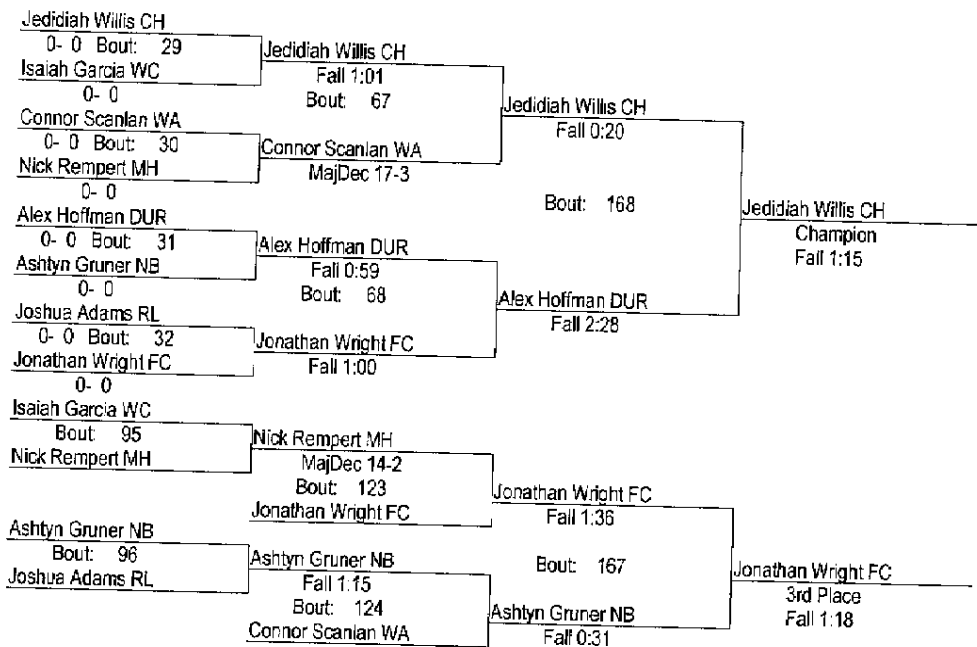 Jedidiah Willis CH
0- 0 Bout: 29
Isaiah Garcia WC
0- 0
Jedidiah Willis CH
Fall 1:01
Bout: 67
Connor Scanlan WA
0- 0 Bout: 30
Nick Rempert MH
0- 0
Connor Scanlan WA
MajDec 17-3
Jedidiah Willis CH
Fall 0:20
Bout: 168
Alex Hoffman DUR
0- 0 Bout: 31
Ashtyn Gruner NB
0- 0
Alex Hoffman DUR
Fall 0:59
Bout: 68
Joshua Adams RL
0- 0 Bout: 32
Jonathan Wright FC
0- 0
Jonathan Wright FC
Fall 1:00
Alex Hoffman DUR
Fall 2:28
Jedidiah Willis CH
Champion
Fall 1:15
Isaiah Garcia WC
Bout: 95
Nick Rempert MH
Nick Rempert MH
MajDec 14-2
Bout: 123
Jonathan Wright FC
Jonathan Wright FC
Fall 1:36
Bout: 167
Ashtyn Gruner NB
Bout: 96
Joshua Adams RL
Ashtyn Gruner NB
Fall 1:15
Bout: 124
Connor Scanlan WA
Ashtyn Gruner NB
Fall 0:31
Jonathan Wright FC
3rd Place
Fall 1:18